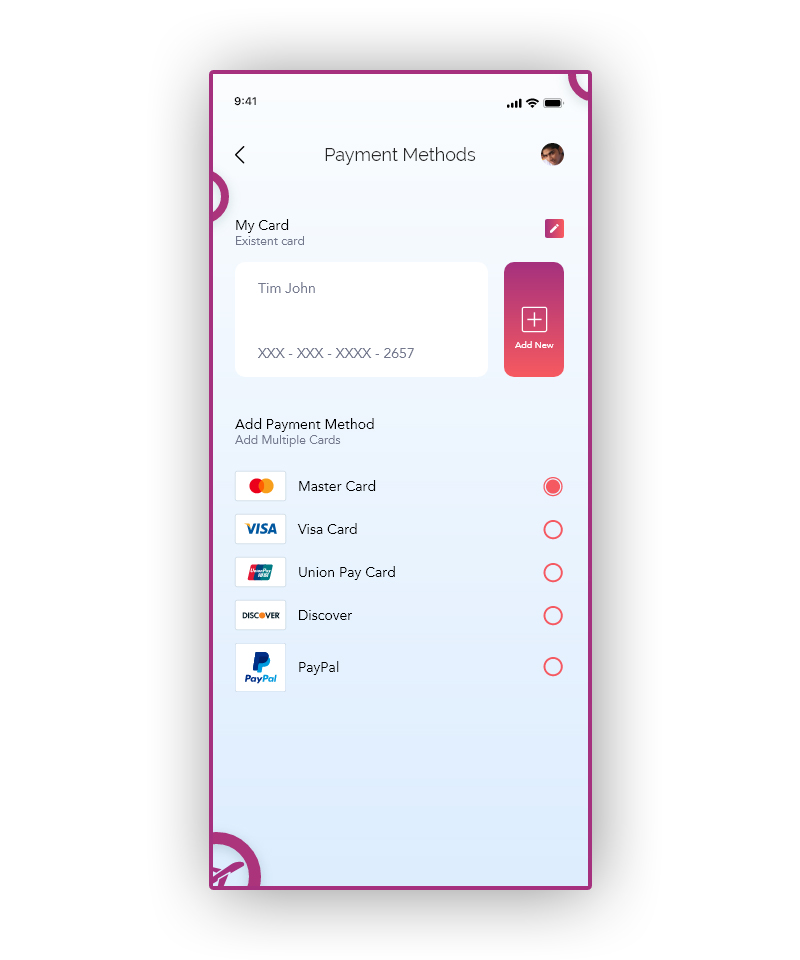 9:41
Payment Methods
My Card
Existent card
Tim John
XXX - XXX - XXXX - 2657
Add New
Add Payment Method
Add Multiple Cards
Master Card
VISA
Visa Card
UnionPay
银联
Union Pay Card
DISCOVER
Discover
PayPal
PayPal